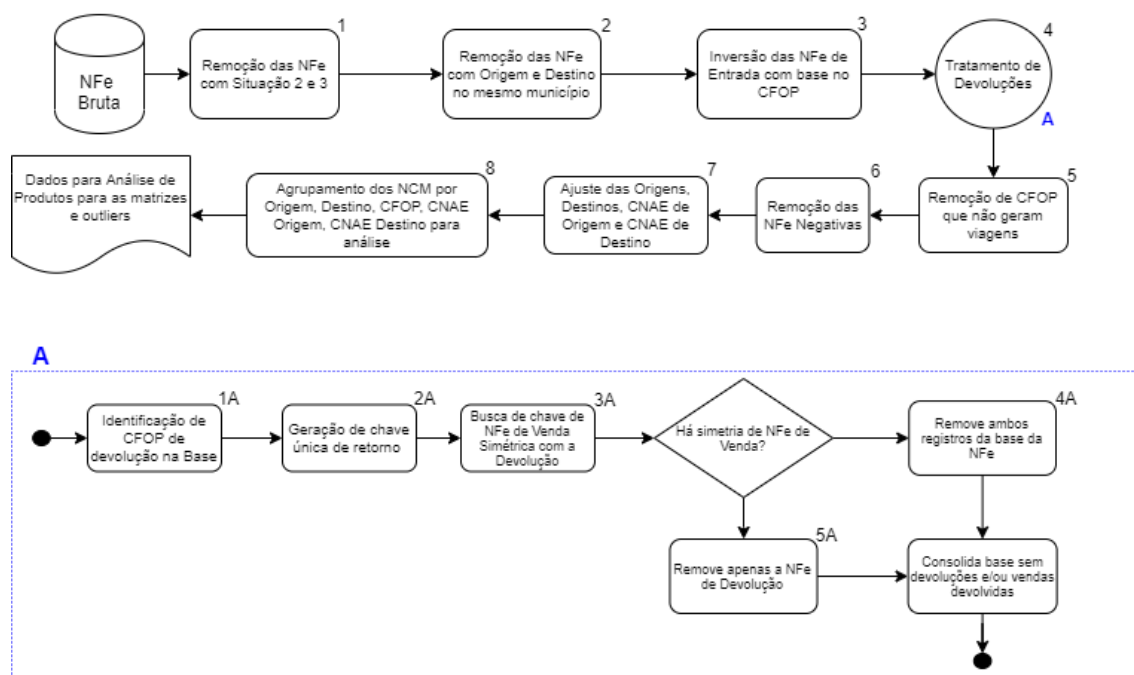 NFe
Bruta
1
Remoção das NFe
com Situação 2 e 3
2
Remoção das NFe
com Origem e Destino
no mesmo município
3
Inversão das NFe de
Entrada com base no
CFOP
4
Tratamento de
Devoluções
A
5
Remoção de CFOP
que não geram
viagens
6
Remoção das
NFe Negativas
7
Ajuste das Origens,
Destinos, CNAE de
Origem e CNAE de
Destino
8
Agrupamento dos NCM por
Origem, Destino, CFOP, CNAE
Origem, CNAE Destino para
análise
Dados para Análise de
Produtos para as matrizes
e outliers
A
1A
Identificação de
CFOP de
devolução na Base
2A
Geração de chave
única de retorno
3A
Busca de chave de
NFe de Venda
Simétrica com a
Devolução
Há simetria de NFe de
Venda?
4A
Remove ambos
registros da base da
NFe
5A
Remove apenas a NFe
de Devolução
Consolida base sem
devoluções e/ou vendas
devolvidas